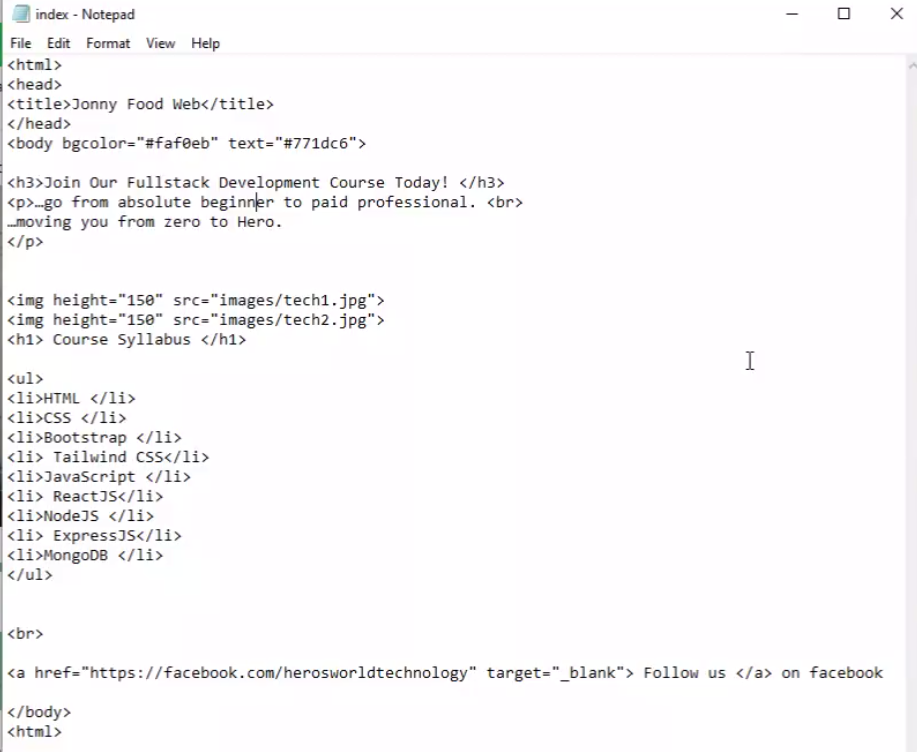 index - Notepad
File Edit Format View Help
<html>
<head>
<title>Jonny Food Web</title>
</head>
<body bgcolor="#faf0eb" text="#771dc6">
<h3>Join Our Fullstack Development Course Today! </h3>
<p>…go from absolute beginner to paid professional. <br>
…moving you from zero to Hero.
</p>
<img height="150" src="images/tech1.jpg">
<img height="150" src="images/tech2.jpg">
<h1> Course Syllabus </h1>
<ul>
<li>HTML </li>
<li>CSS </li>
<li>Bootstrap </li>
<li> Tailwind CSS</li>
<li>JavaScript </li>
<li> ReactJS</li>
<li>NodeJS </li>
<li> ExpressJS</li>
<li>MongoDB </li>
</ul>
<br>
<a href="https://facebook.com/herosworldtechnology" target="_blank"> Follow us </a> on facebook
</body>
<html>